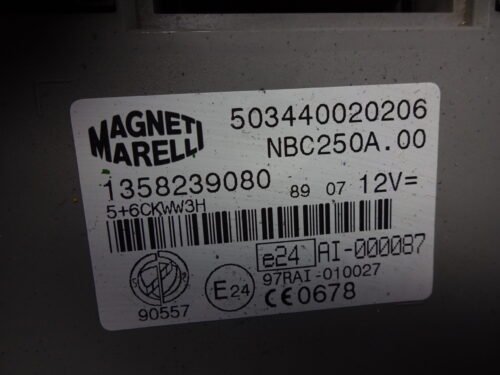 MAGNETI
MARELLI
503440020206
NBC250A.00
1358239080 89 07 12V=
5+6CKWW3H
e24 AI-000087
97RAI-010027
E24
CE0678
90557